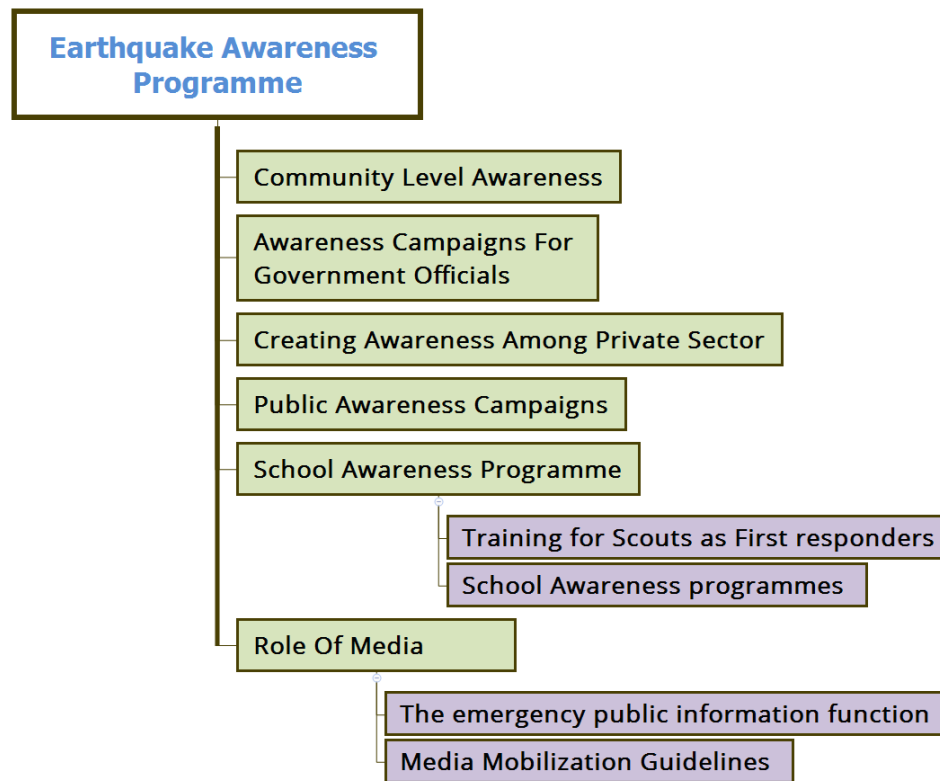 Earthquake Awareness
Programme
Community Level Awareness
Awareness Campaigns For
Government Officials
Creating Awareness Among Private Sector
Public Awareness Campaigns
School Awareness Programme
Training for Scouts as First responders
School Awareness programmes
Role Of Media
The emergency public information function
Media Mobilization Guidelines